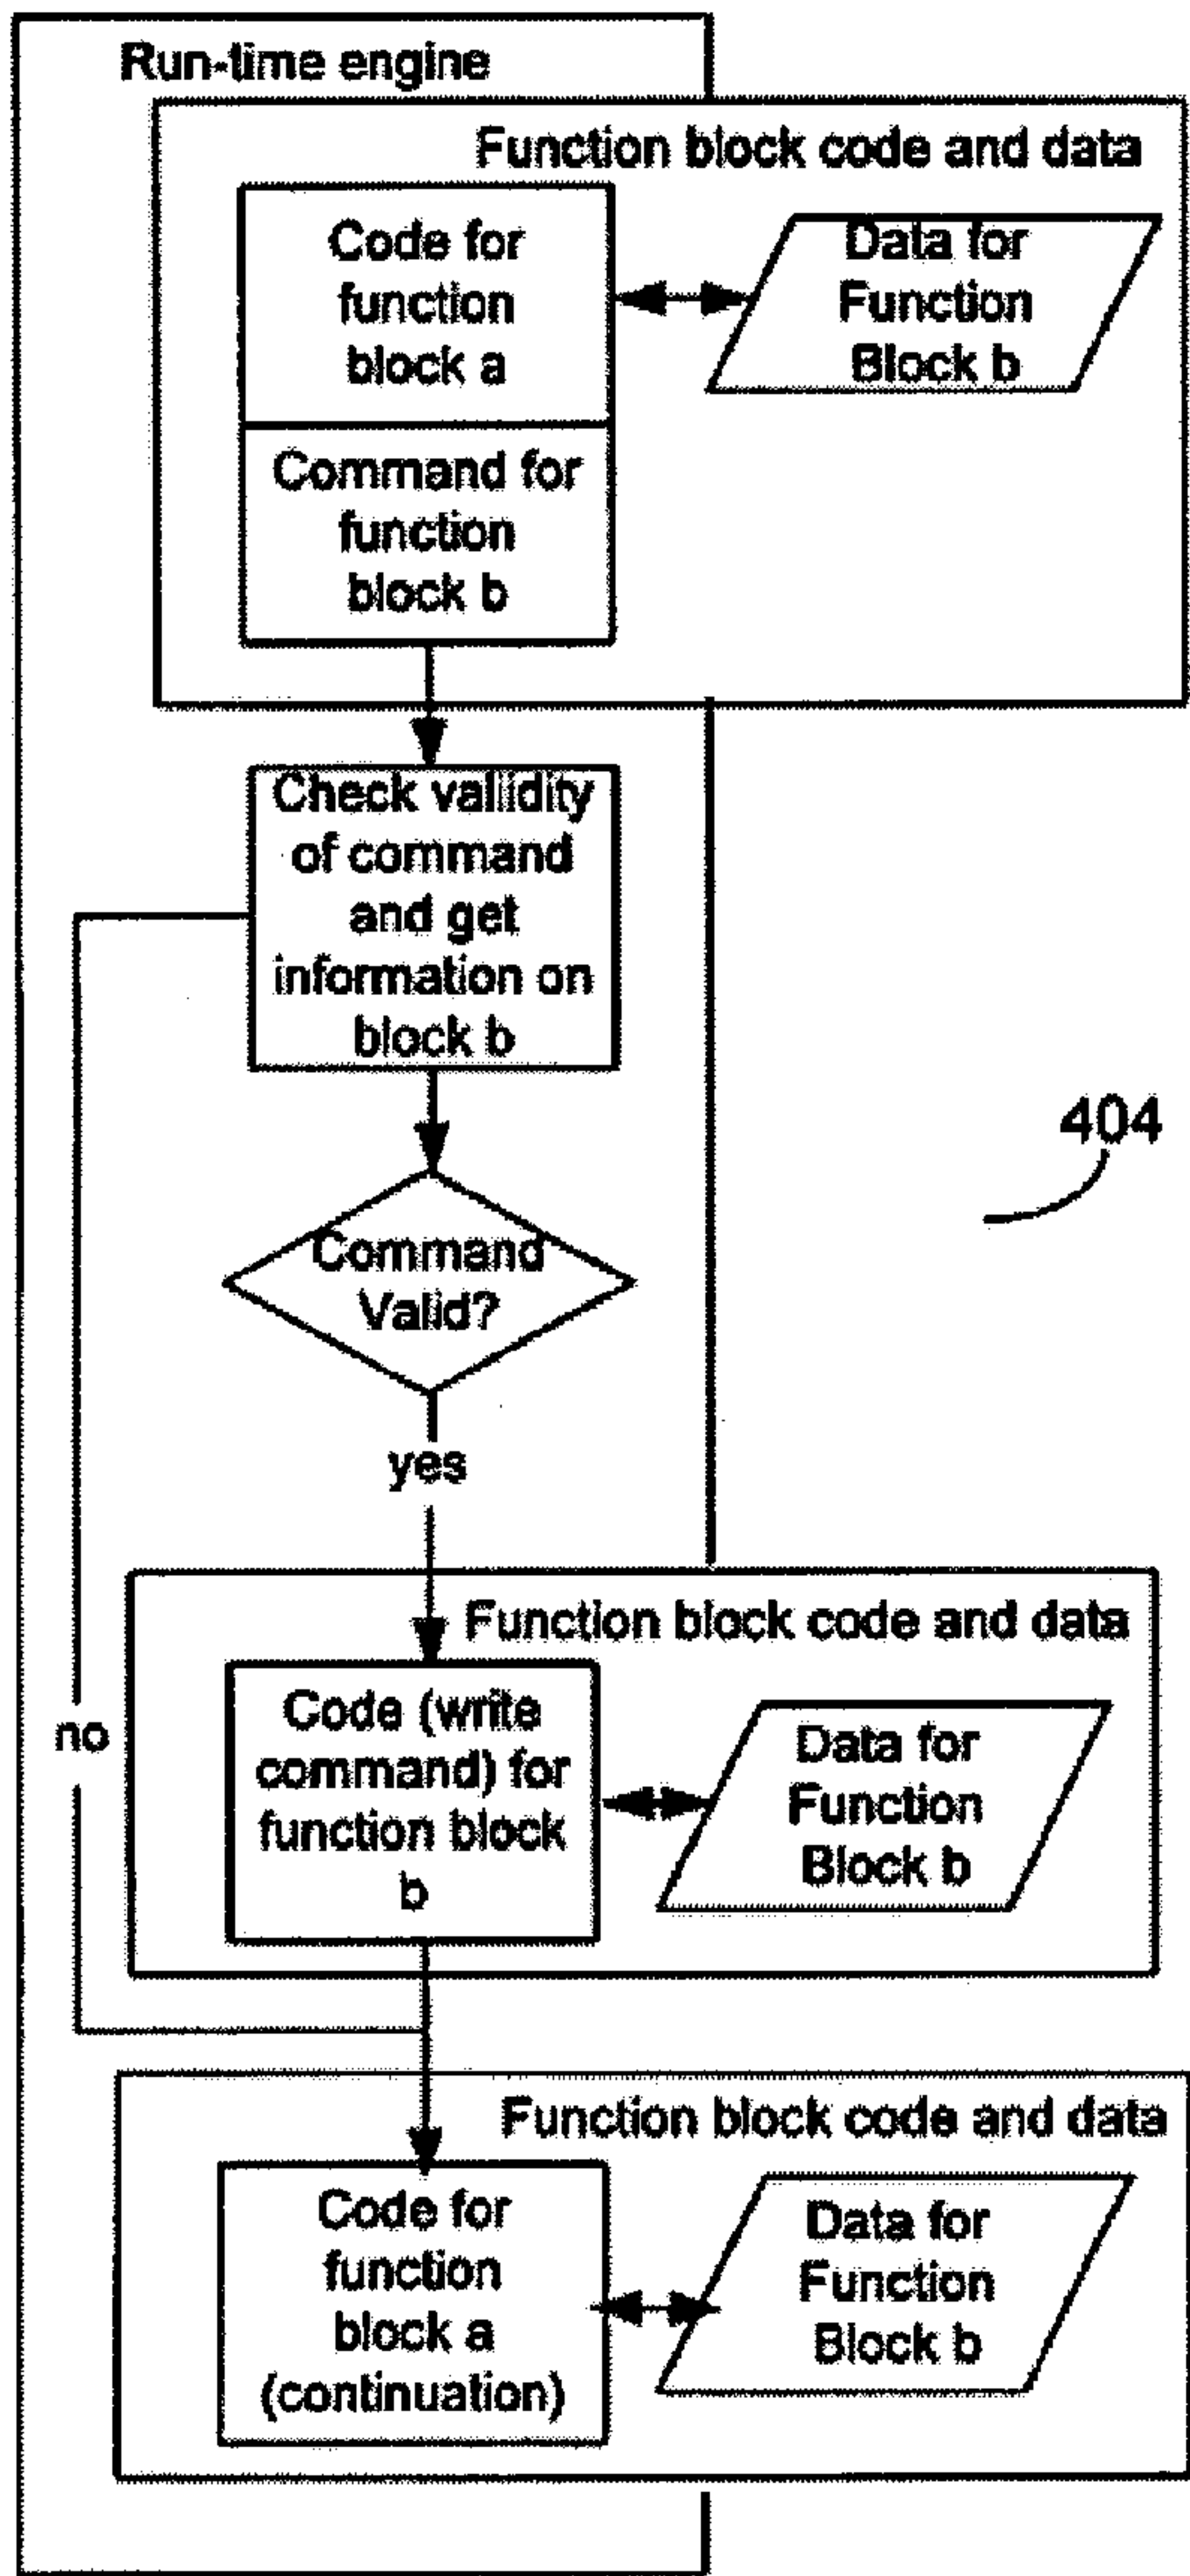 Run-time engine
Function block code and data
Code for
function
block a
Data for
Function
Block b
Command for
function
block b
Check validity
of command
and get
information on
block b
404
Command
Valid?
yes
no
Function block code and data
Code (write
command) for
function block
b
Data for
Function
Block b
Function block code and data
Code for
function
block a
(continuation)
Data for
Function
Block b